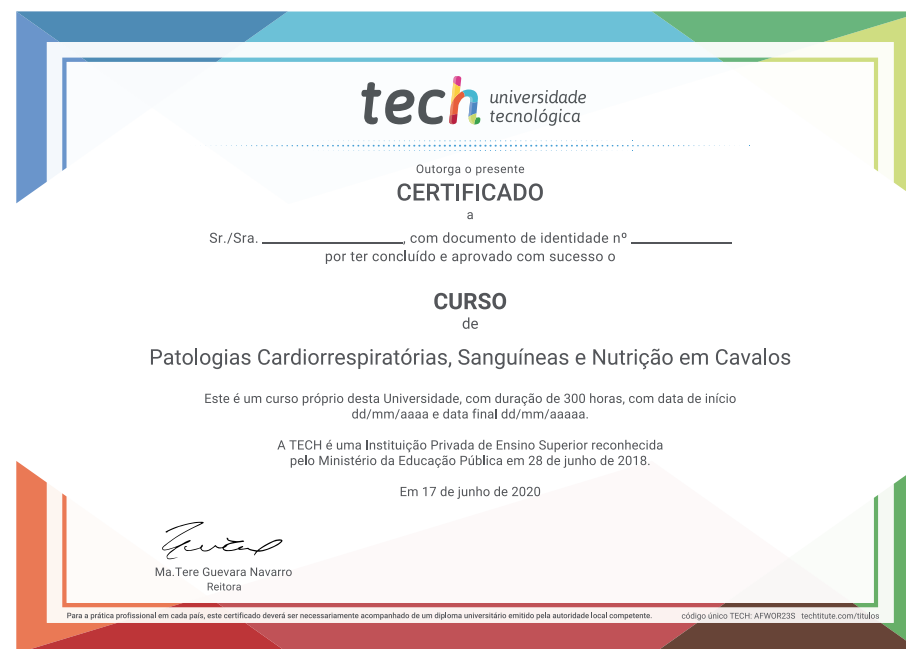 tech universidade
tecnológica
Outorga o presente
CERTIFICADO
a
Sr./Sra. ______________, com documento de identidade nº __________
por ter concluído e aprovado com sucesso o
CURSO
de
Patologias Cardiorrespiratórias, Sanguíneas e Nutrição em Cavalos
Este é um curso próprio desta Universidade, com duração de 300 horas, com data de início
dd/mm/aaaa e data final dd/mm/aaaaa.
A TECH é uma Instituição Privada de Ensino Superior reconhecida
pelo Ministério da Educação Pública em 28 de junho de 2018.
Em 17 de junho de 2020
Ma.Tere Guevara Navarro
Reitora
Para a prática profissional em cada país, este certificado deverá ser necessariamente acompanhado de um diploma universitário emitido pela autoridade local competente. código único TECH: AFWOR23S techtitute.com/títulos